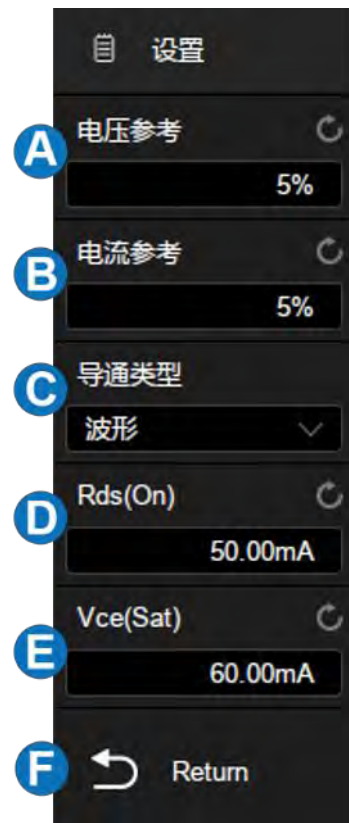 设置
A
电压参考
5%
B
电流参考
5%
C
导通类型
波形
D
Rds(On)
50.00mA
E
Vce(Sat)
60.00mA
F
Return